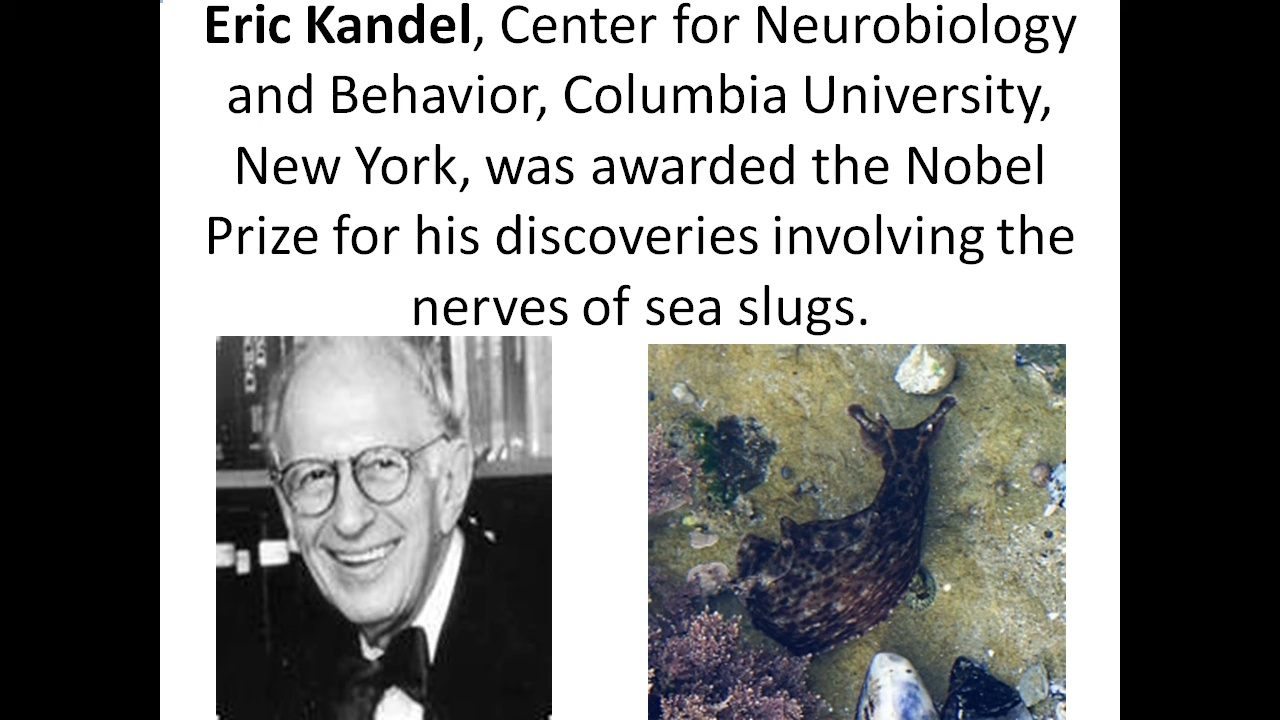 Eric Kandel, Center for Neurobiology
and Behavior, Columbia University,
New York, was awarded the Nobel
Prize for his discoveries involving the
nerves of sea slugs.